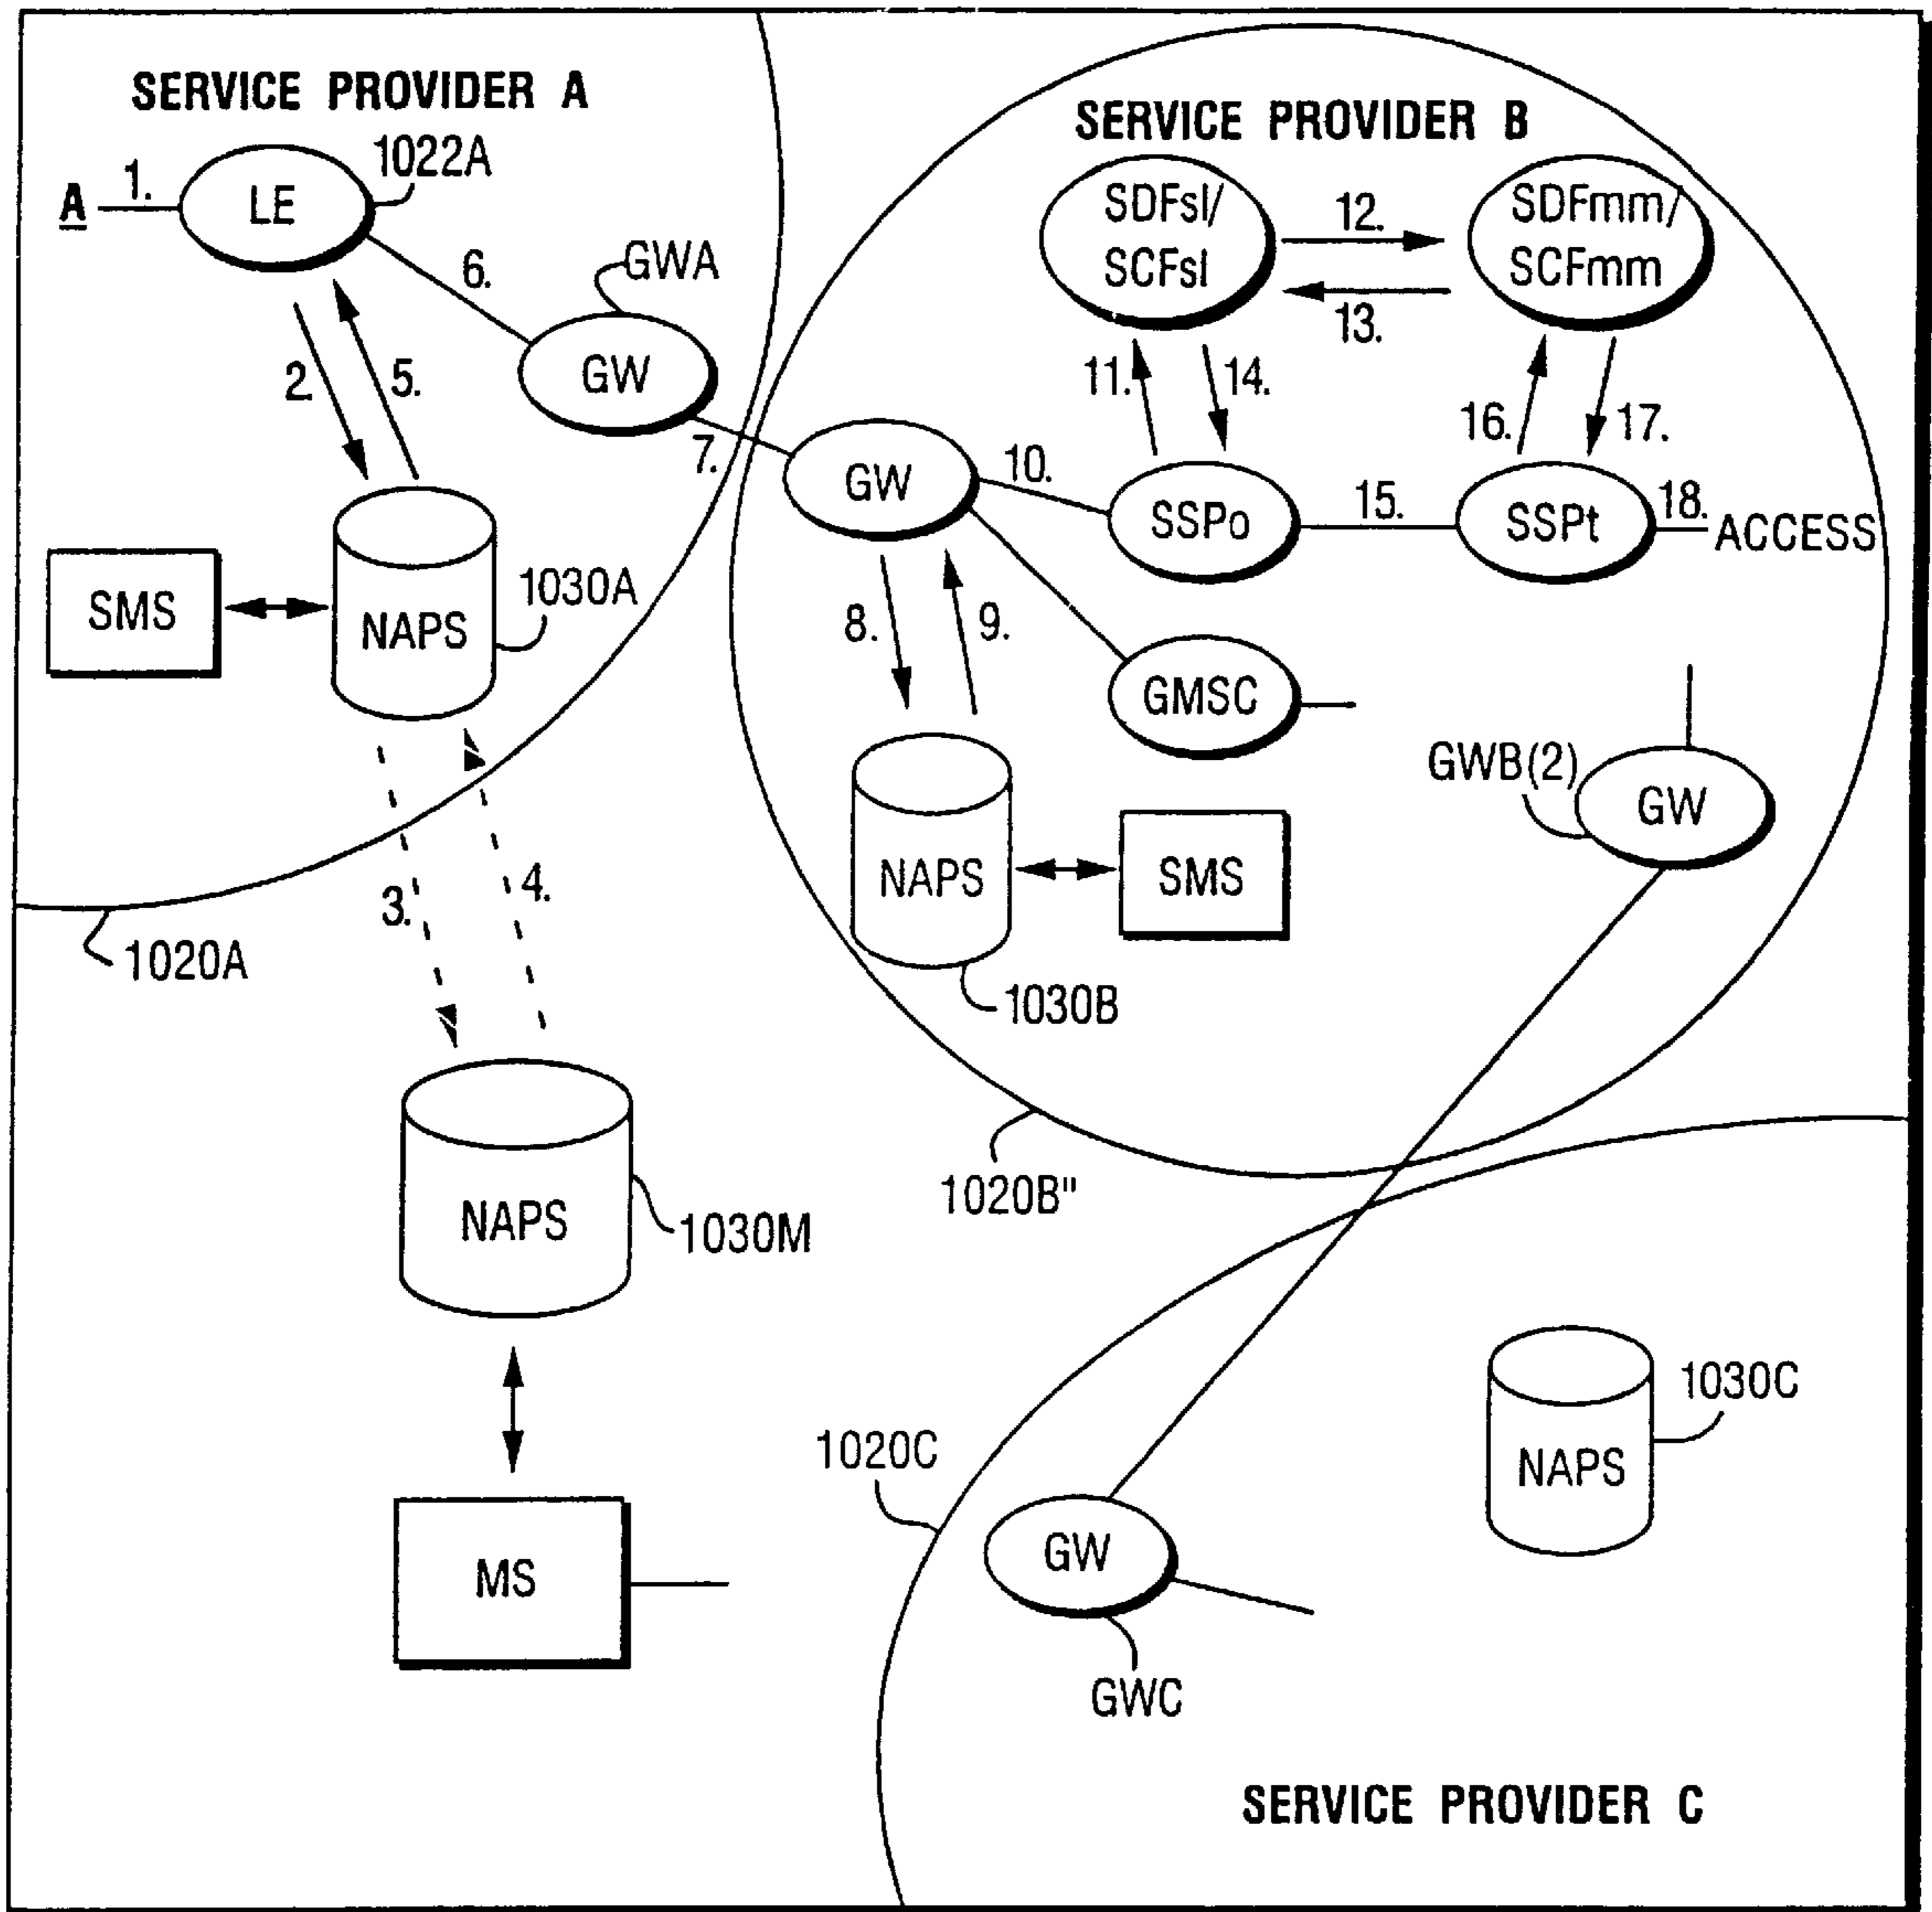 SERVICE PROVIDER A
1022A
A
1.
LE
6.
GWA
2.
5.
GW
7.
SMS
NAPS
1030A
3.
4.
1020A
NAPS
1030M
MS
SERVICE PROVIDER B
SDFsl/
SCFsl
12.
13.
SDFmm/
SCFmm
11.
14.
16.
17.
GW
10.
SSPo
15.
SSPt
18.
ACCESS
8.
9.
GMSC
GWB(2)
GW
NAPS
SMS
1030B
1020B"
1020C
GW
GWC
NAPS
1030C
SERVICE PROVIDER C